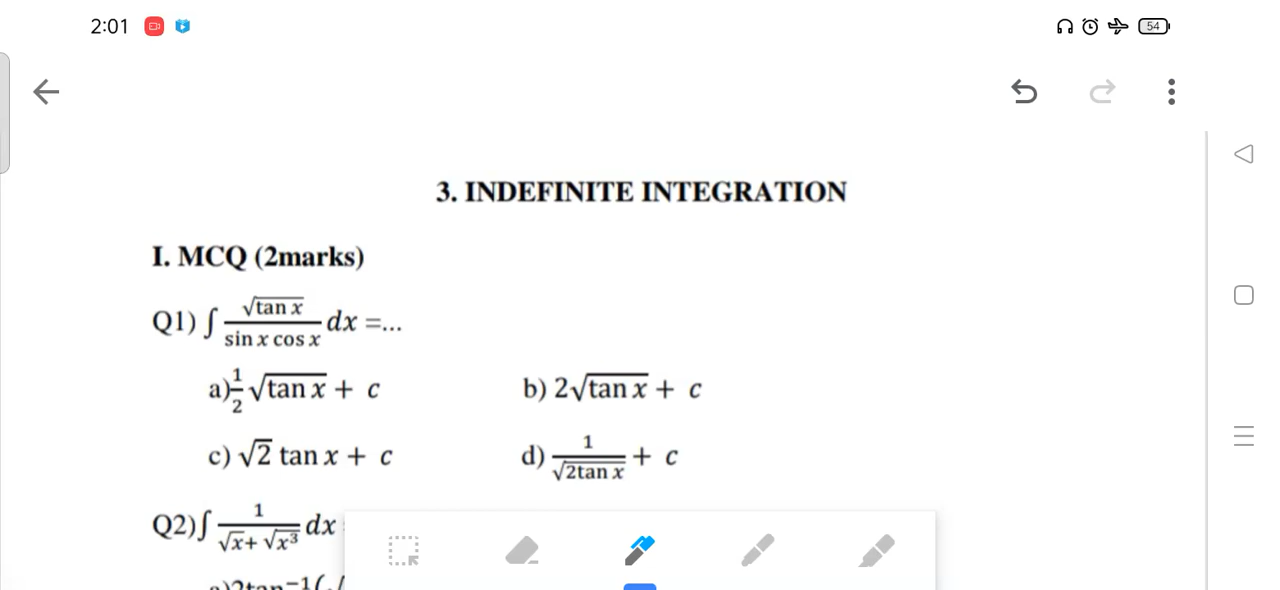 2:01
54
3. INDEFINITE INTEGRATION
I. MCQ (2marks)
Q1) ∫ √tan x / sin x cos x dx =...
a) 1/2 √tan x + c b) 2√tan x + c
c) √2 tan x + c d) 1/√2tan x + c
Q2) ∫ 1/√x + √x³ dx